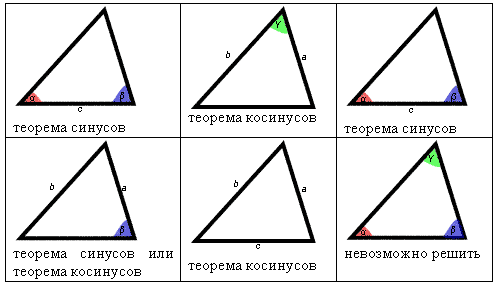 α β
c
теорема синусов
γ
b a
теорема косинусов
α β
c
теорема синусов
b a
β
теорема синусов или
теорема косинусов
b a
c
теорема косинусов
γ
α β
невозможно решить